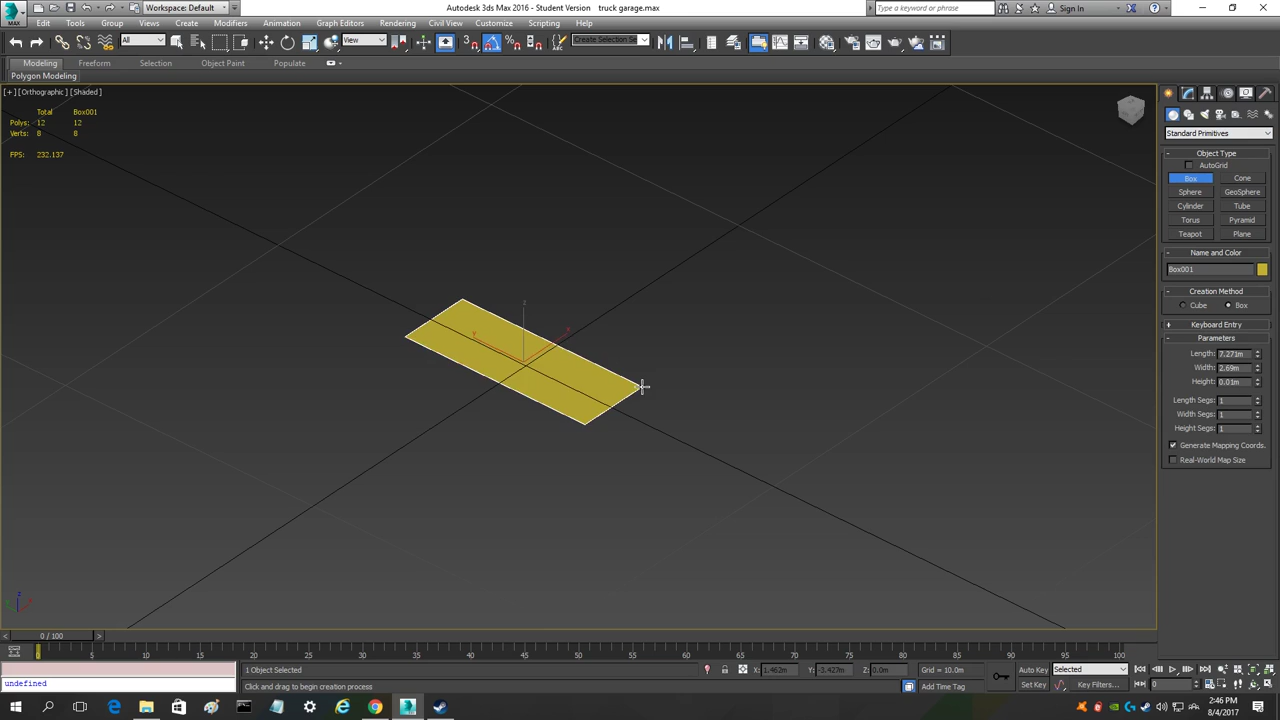 Autodesk 3ds Max 2016 - Student Version truck garage.max
Workspace: Default
Type a keyword or phrase
Sign In
Edit Tools Group Views Create Modifiers Animation Graph Editors Rendering Civil View Customize Scripting Help
All
View
Create Selection Se
Modeling Freeform Selection Object Paint Populate
Polygon Modeling
[+] [Orthographic] [Shaded]
Total Box001
Polys: 12 12
Verts: 8 8
FPS: 232.137
Standard Primitives
Object Type
AutoGrid
Box Cone
Sphere GeoSphere
Cylinder Tube
Torus Pyramid
Teapot Plane
Name and Color
Box001
Creation Method
Cube Box
Keyboard Entry
Parameters
Length: 7.271m
Width: 2.69m
Height: 0.01m
Length Segs: 1
Width Segs: 1
Height Segs: 1
Generate Mapping Coords.
Real-World Map Size
0 / 100
0 5 10 15 20 25 30 35 40 45 50 55 60 65 70 75 80 85 90 95 100
1 Object Selected
X: 1.462m Y: -3.427m Z: 0.0m
Grid = 10.0m
Auto Key Selected
undefined
Click and drag to begin creation process
Add Time Tag
Set Key Key Filters...
0
2:46 PM
8/4/2017